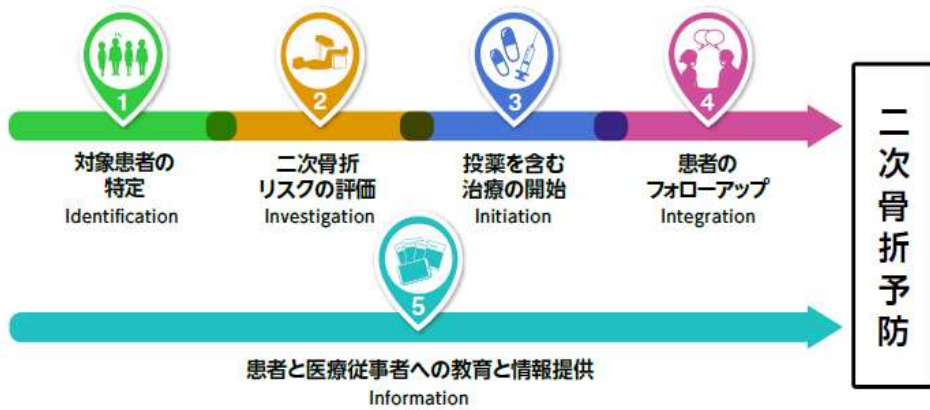 1
対象患者の
特定
Identification
2
二次骨折
リスクの評価
Investigation
3
投薬を含む
治療の開始
Initiation
4
患者の
フォローアップ
Integration
5
患者と医療従事者への教育と情報提供
Information
二次骨折予防